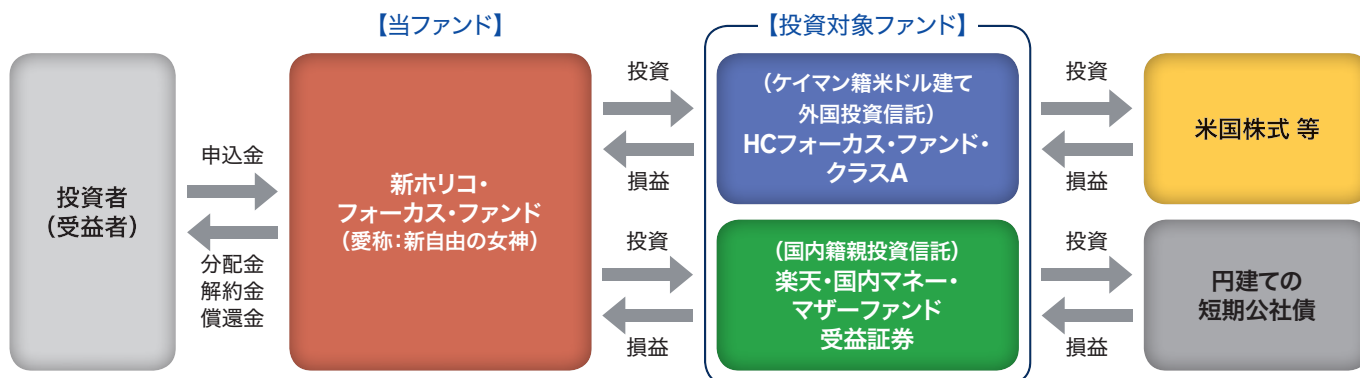 【当ファンド】
【投資対象ファンド】
投資者
（受益者）
申込金
分配金
解約金
償還金
新ホリコ・
フォーカス・ファンド
（愛称：新自由の女神）
投資
損益
投資
損益
（ケイマン籍米ドル建て
外国投資信託）
HCフォーカス・ファンド・
クラスA
（国内籍親投資信託）
楽天・国内マネー・
マザーファンド
受益証券
投資
損益
投資
損益
米国株式 等
円建ての
短期公社債